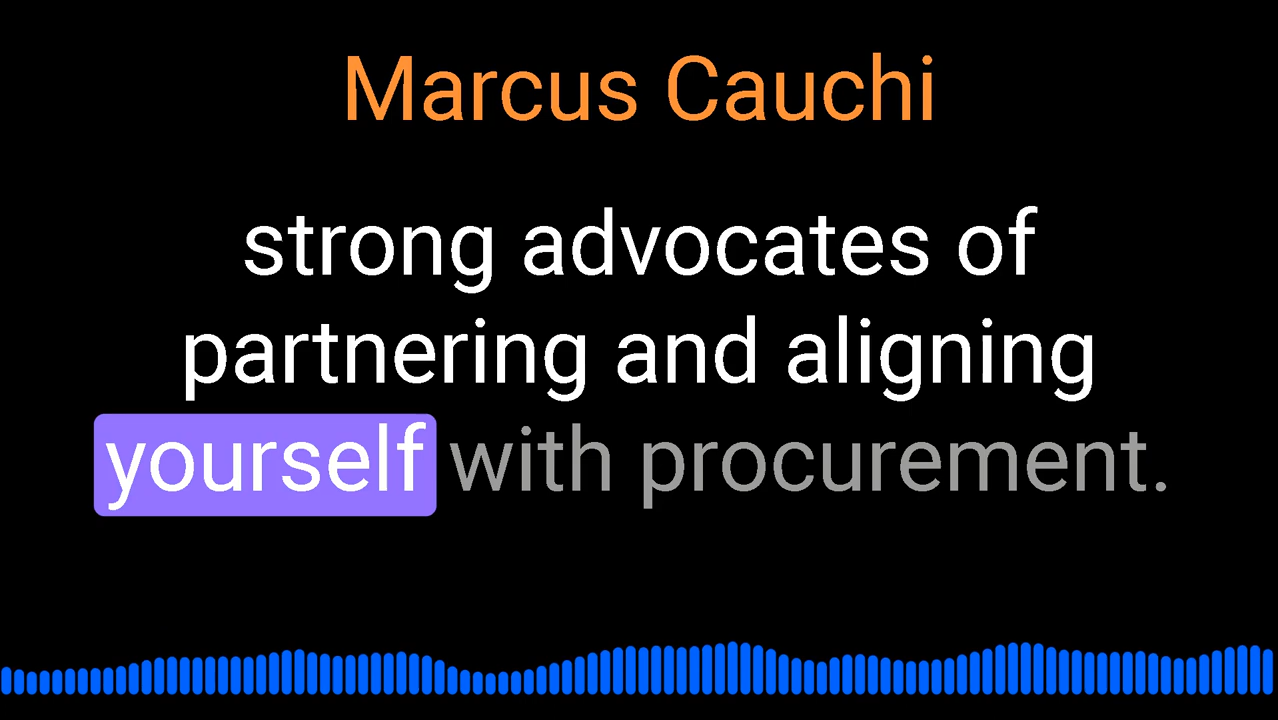 Marcus Cauchi
strong advocates of
partnering and aligning
yourself with procurement.